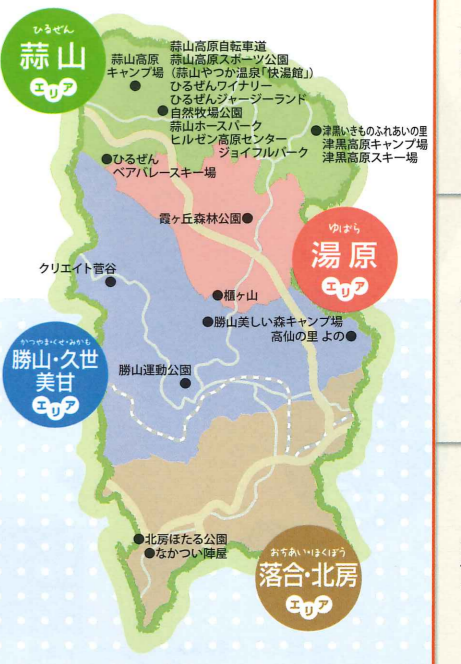 ひるぜん
蒜山
エリア
蒜山高原
キャンプ場
蒜山高原自転車道
蒜山高原スポーツ公園
(蒜山やつか温泉「快湯館」)
ひるぜんワイナリー
ひるぜんジャージーランド
自然牧場公園
蒜山ホースパーク
ヒルゼン高原センター
ジョイフルパーク
津黒いきものふれあいの里
津黒高原キャンプ場
津黒高原スキー場
ひるぜん
ベアバレースキー場
霞ヶ丘森林公園
ゆばら
湯原
エリア
クリエイト菅谷
櫃ヶ山
勝山美しい森キャンプ場
高仙の里 よの
かつやま・くせ・みかも
勝山・久世
美甘
エリア
勝山運動公園
北房ほたる公園
なかつい陣屋
おちあい・ほくぼう
落合・北房
エリア